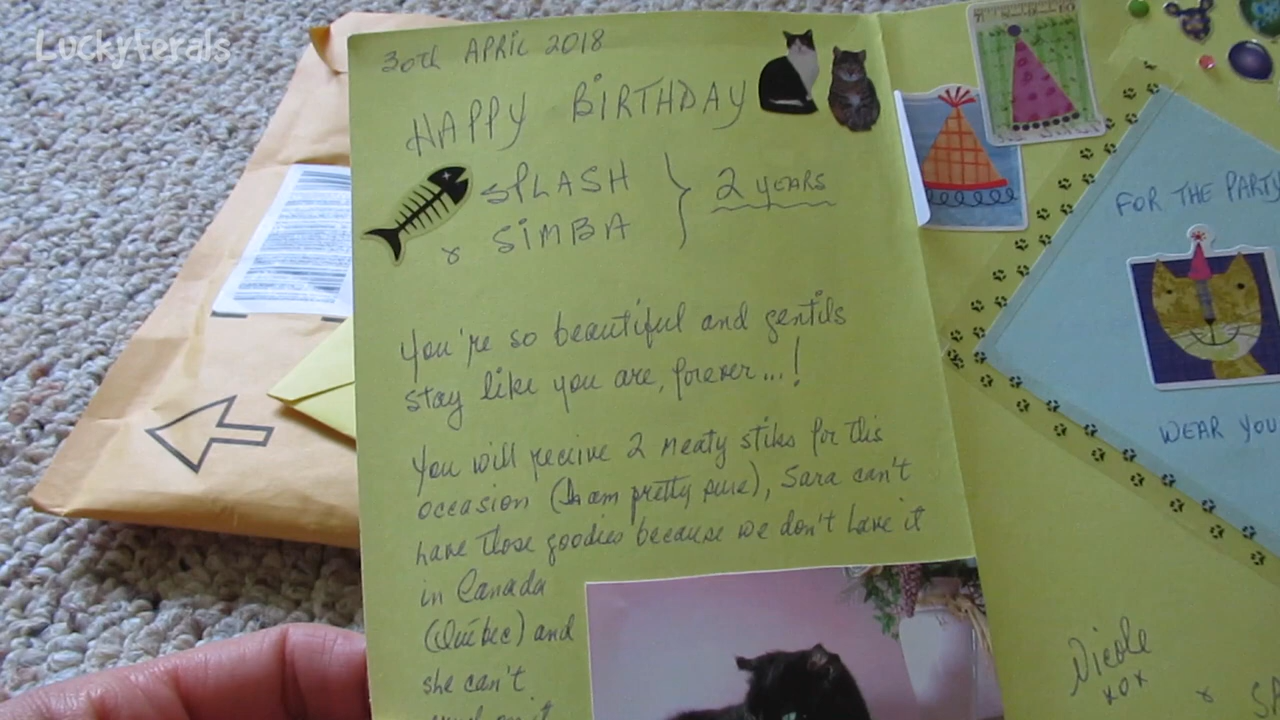 Luckyterals
30th APRIL 2018
HAPPY BIRTHDAY
SPLASH
& SIMBA
2 YEARS
You're so beautiful and gentils
stay like you are, forever...!
You will receive 2 meaty stiks for this
occasion (I am pretty sure), Sara can't
have those goodies because we don't have it
in Canada
(Québec) and
she can't
FOR THE PARTY
WEAR YOU
Nicole
xox
&